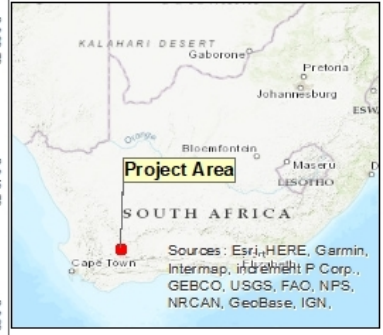 KALAHARI DESERT
Gaborone
Pretoria
Johannesburg
ESW
Orange
Bloemfontein
Maseru
LESOTHO
D
Project Area
SOUTH AFRICA
Cape Town
Sources: Esri, HERE, Garmin,
Intermap, increment P Corp.,
GEBCO, USGS, FAO, NPS,
NRCAN, GeoBase, IGN,